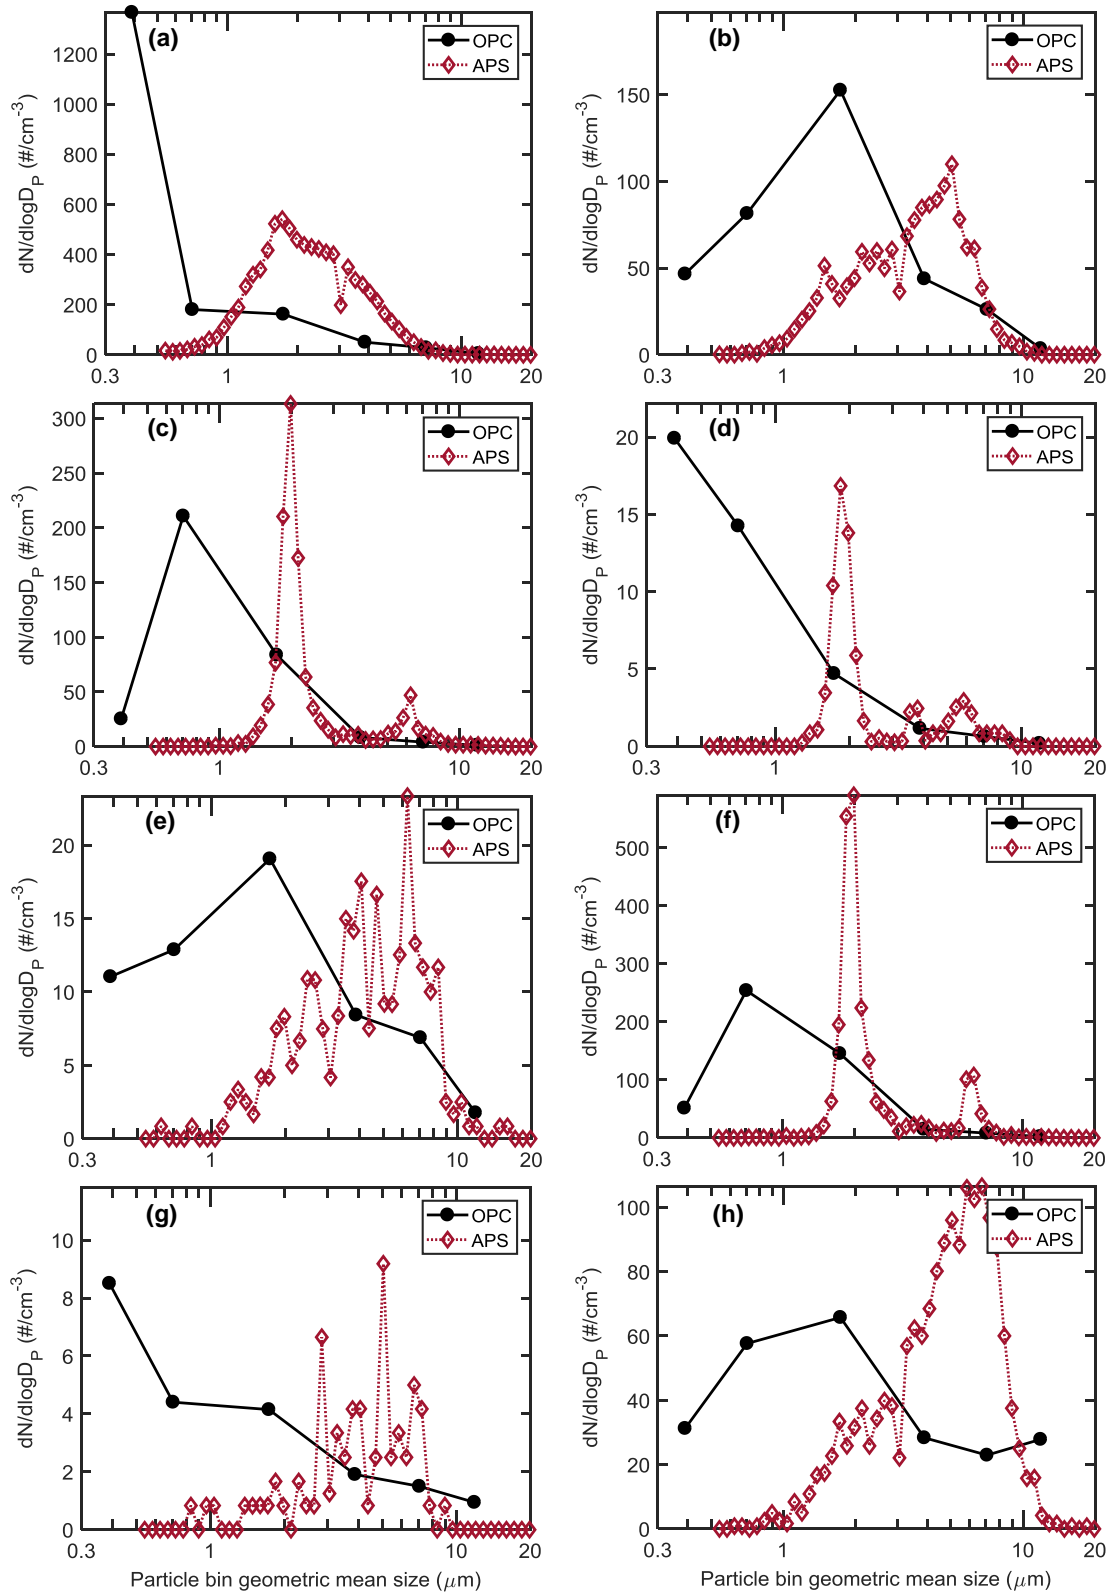 (a)
OPC
APS
dN/dlogD_P (#/cm^-3)
1200
1000
800
600
400
200
0
0.3 1 10 20
(b)
OPC
APS
dN/dlogD_P (#/cm^-3)
150
100
50
0
0.3 1 10 20
(c)
OPC
APS
dN/dlogD_P (#/cm^-3)
300
250
200
150
100
50
0
0.3 1 10 20
(d)
OPC
APS
dN/dlogD_P (#/cm^-3)
20
15
10
5
0
0.3 1 10 20
(e)
OPC
APS
dN/dlogD_P (#/cm^-3)
20
15
10
5
0
0.3 1 10 20
(f)
OPC
APS
dN/dlogD_P (#/cm^-3)
500
400
300
200
100
0
0.3 1 10 20
(g)
OPC
APS
dN/dlogD_P (#/cm^-3)
10
8
6
4
2
0
0.3 1 10 20
Particle bin geometric mean size (μm)
(h)
OPC
APS
dN/dlogD_P (#/cm^-3)
100
80
60
40
20
0
0.3 1 10 20
Particle bin geometric mean size (μm)